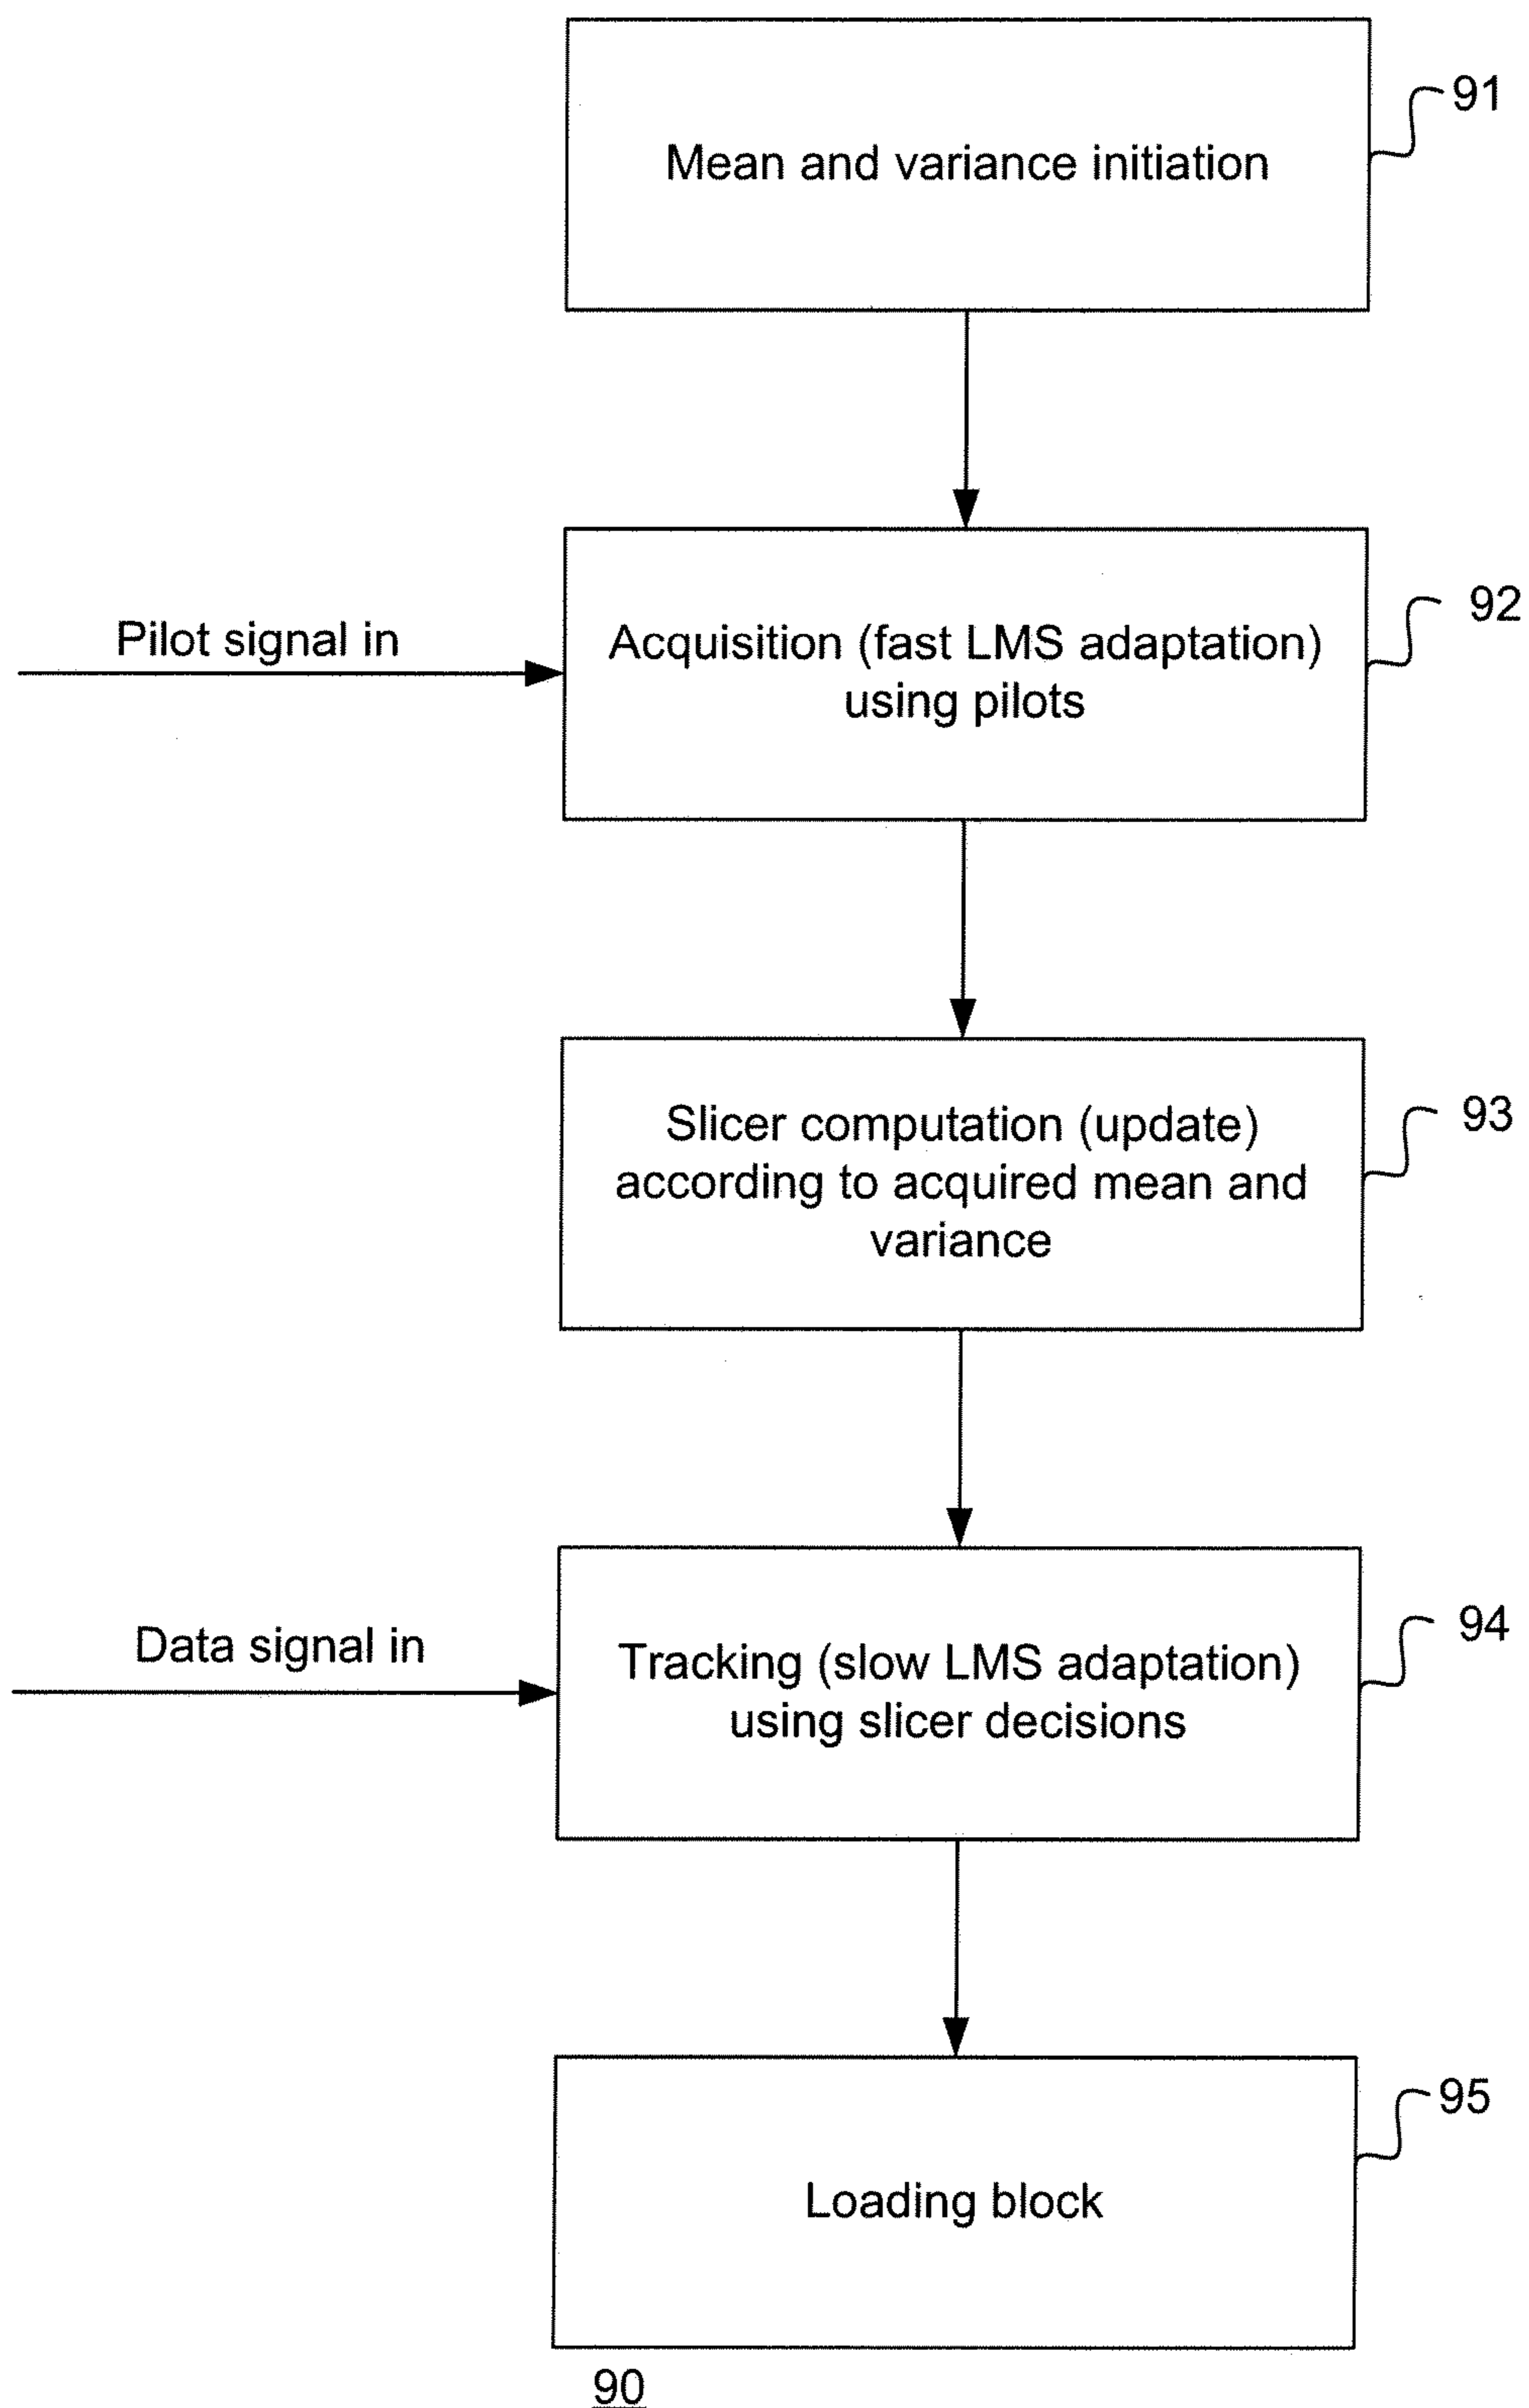 Mean and variance initiation
91
Pilot signal in
Acquisition (fast LMS adaptation)
using pilots
92
Slicer computation (update)
according to acquired mean and
variance
93
Data signal in
Tracking (slow LMS adaptation)
using slicer decisions
94
Loading block
95
90